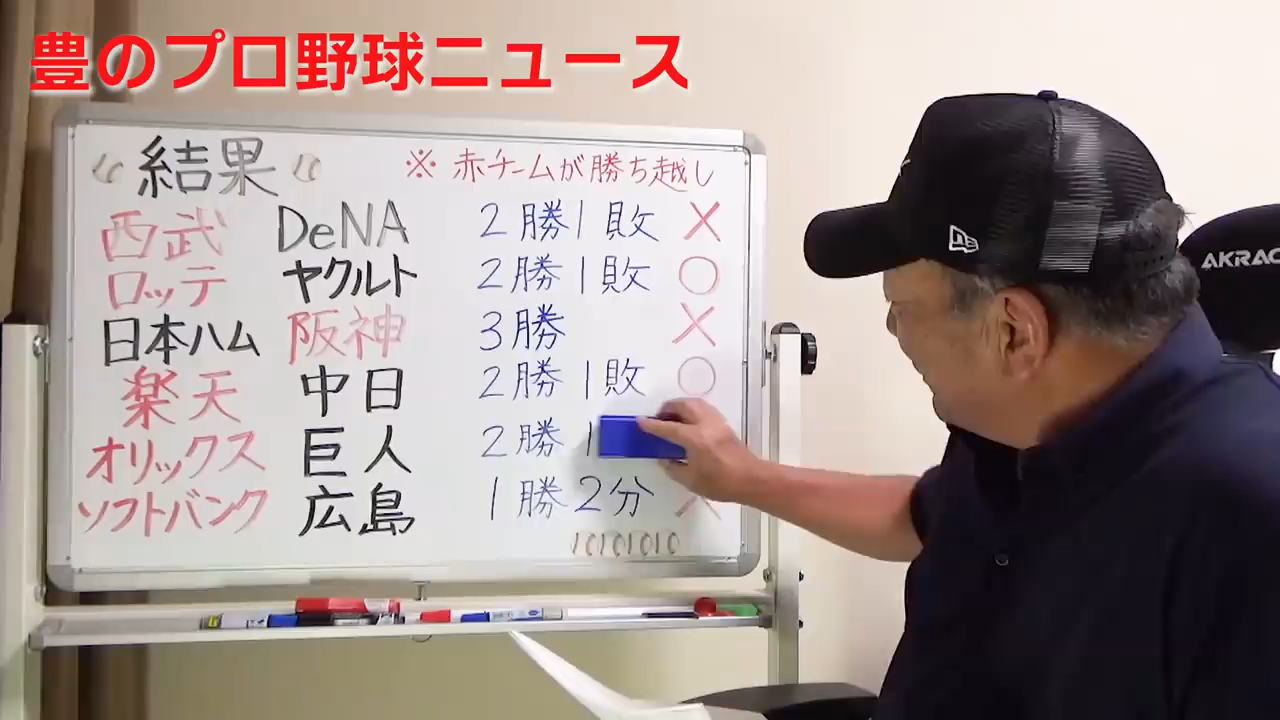 豊のプロ野球ニュース
結果 ※ 赤チームが勝ち越し
西武 DeNA 2勝1敗 ×
ロッテ ヤクルト 2勝1敗 ○
日本ハム 阪神 3勝 ×
楽天 中日 2勝1敗 ○
オリックス 巨人 2勝1
ソフトバンク 広島 1勝2分 ×
AKRAC